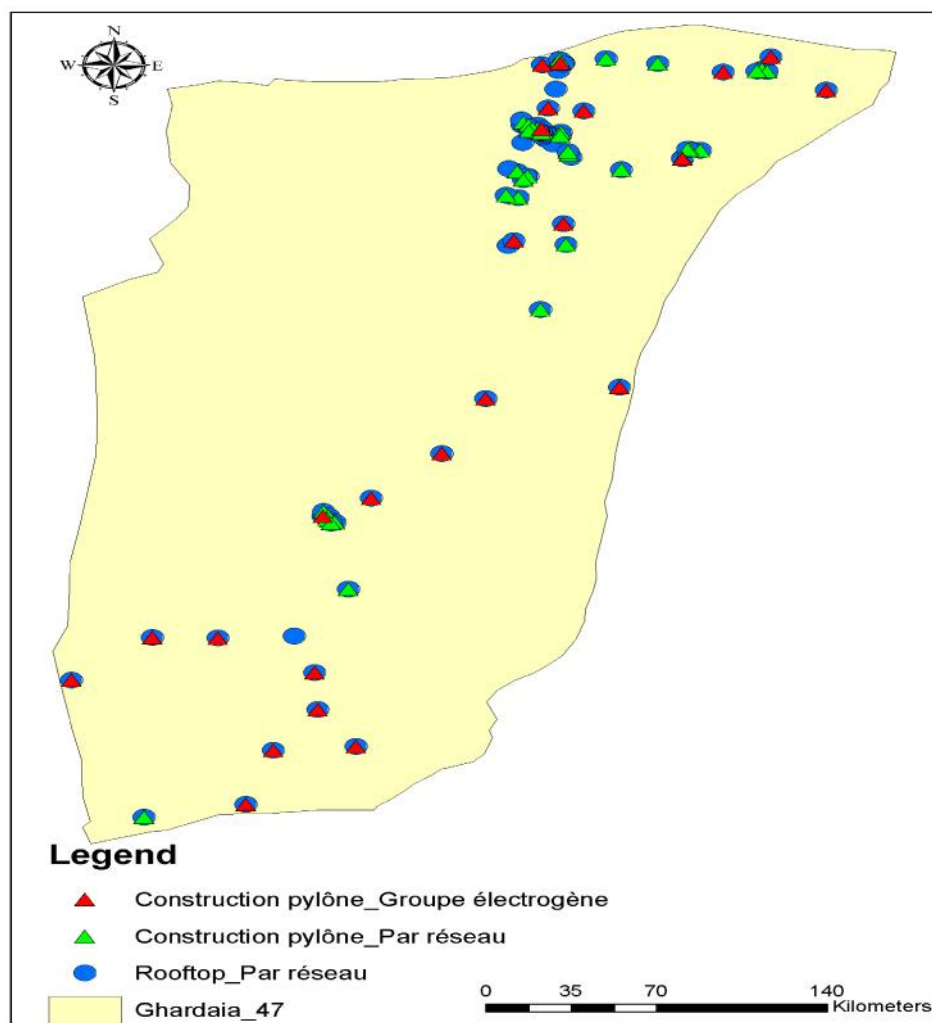 N
W E
S
Legend
Construction pylône_Groupe électrogène
Construction pylône_Par réseau
Rooftop_Par réseau
Ghardaia_47
0 35 70 140
Kilometers